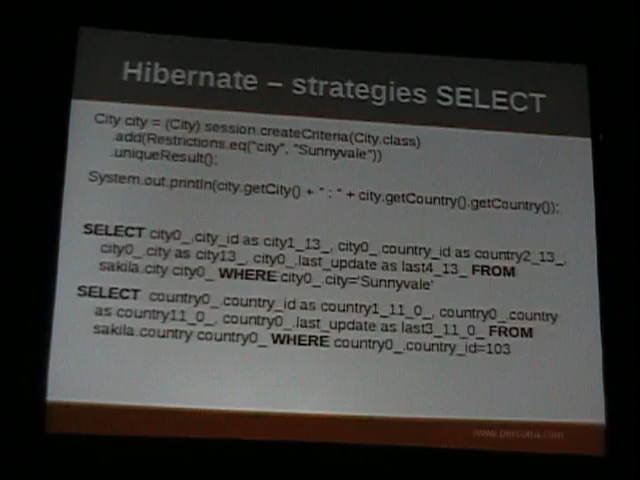 Hibernate – strategies SELECT
City city = (City) session.createCriteria(City.class)
.add(Restrictions.eq("city", "Sunnyvale"))
.uniqueResult();
System.out.println(city.getCity() + " : " + city.getCountry().getCountry());
SELECT city0_.city_id as city1_13_, city0_.country_id as country2_13_,
city0_.city as city13_, city0_.last_update as last4_13_ FROM
sakila.city city0_ WHERE city0_.city='Sunnyvale'
SELECT country0_.country_id as country1_11_0_, country0_.country
as country11_0_, country0_.last_update as last3_11_0_ FROM
sakila.country country0_ WHERE country0_.country_id=103
www.percona.com